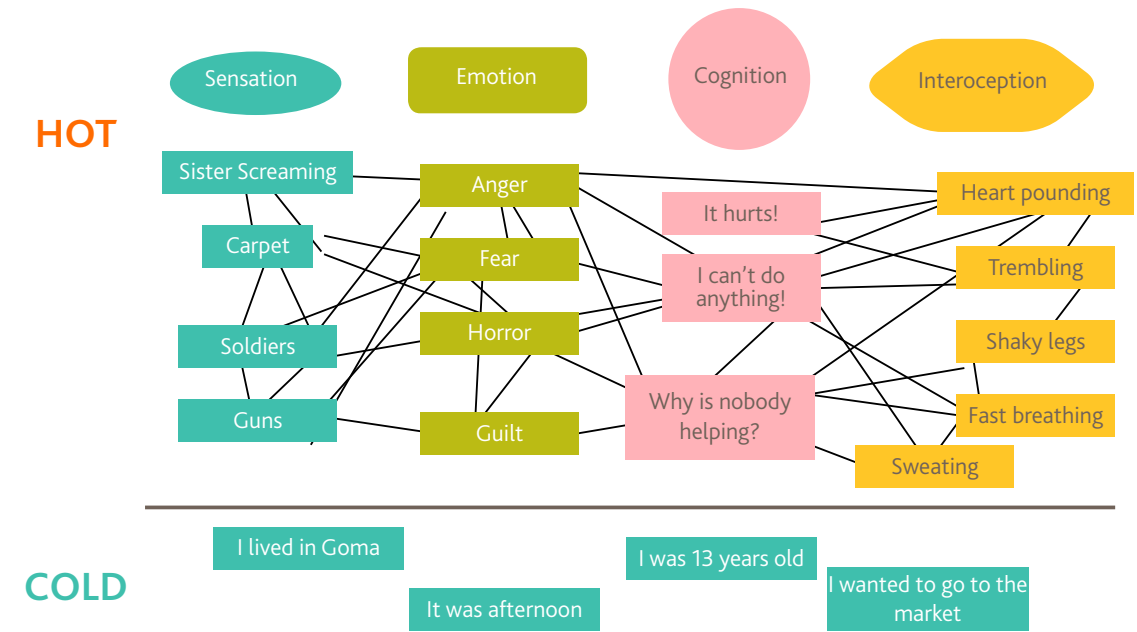 Sensation
Emotion
Cognition
Interoception
HOT
Sister Screaming
Anger
Heart pounding
It hurts!
Carpet
Fear
I can’t do
anything!
Trembling
Soldiers
Horror
Shaky legs
Guns
Guilt
Why is nobody
helping?
Fast breathing
Sweating
COLD
I lived in Goma
It was afternoon
I was 13 years old
I wanted to go to the
market